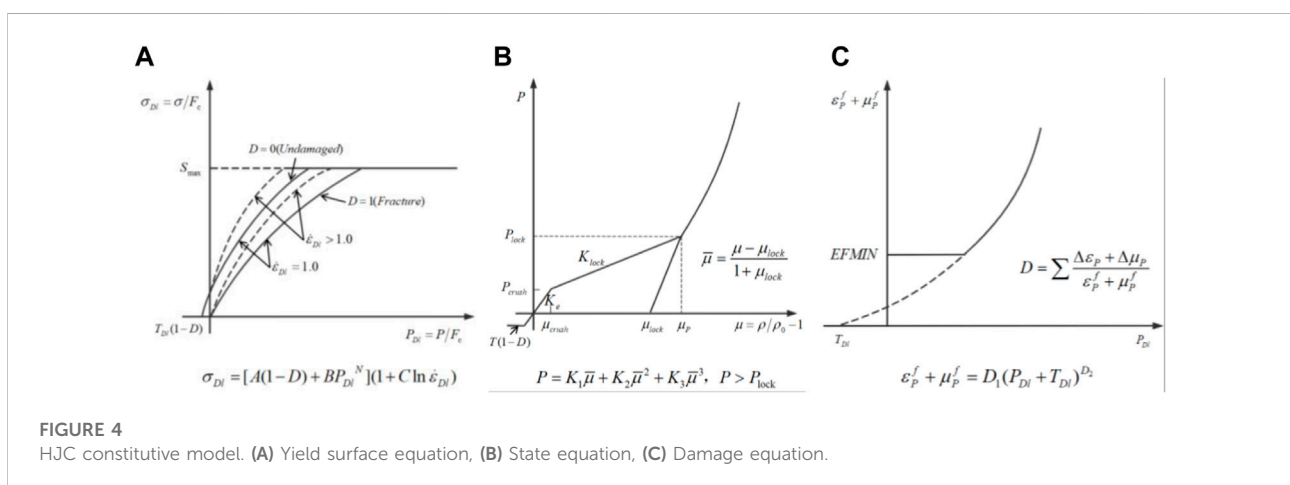 A
σ_Di = σ/F_c
D = 0(Undamaged)
S_max
D = 1(Fracture)
ε̇_Di > 1.0
ε̇_Di = 1.0
T_Di(1-D)
P_Di = P/F_c
σ_Di = [A(1-D) + BP_Di^N](1 + C ln ε̇_Di)
B
P
P_lock
K_lock
μ̄ = (μ - μ_lock)/(1 + μ_lock)
P_crush
K_e
μ_crush
μ_lock
μ_P
μ = ρ/ρ_0 -1
T(1-D)
P = K_1μ̄ + K_2μ̄^2 + K_3μ̄^3, P > P_lock
C
ε_P^f + μ_P^f
EFMIN
D = ∑ (Δε_P + Δμ_P)/(ε_P^f + μ_P^f)
T_Di
P_Di
ε_P^f + μ_P^f = D_1(P_Di + T_Di)^D_2
FIGURE 4
HJC constitutive model. (A) Yield surface equation, (B) State equation, (C) Damage equation.